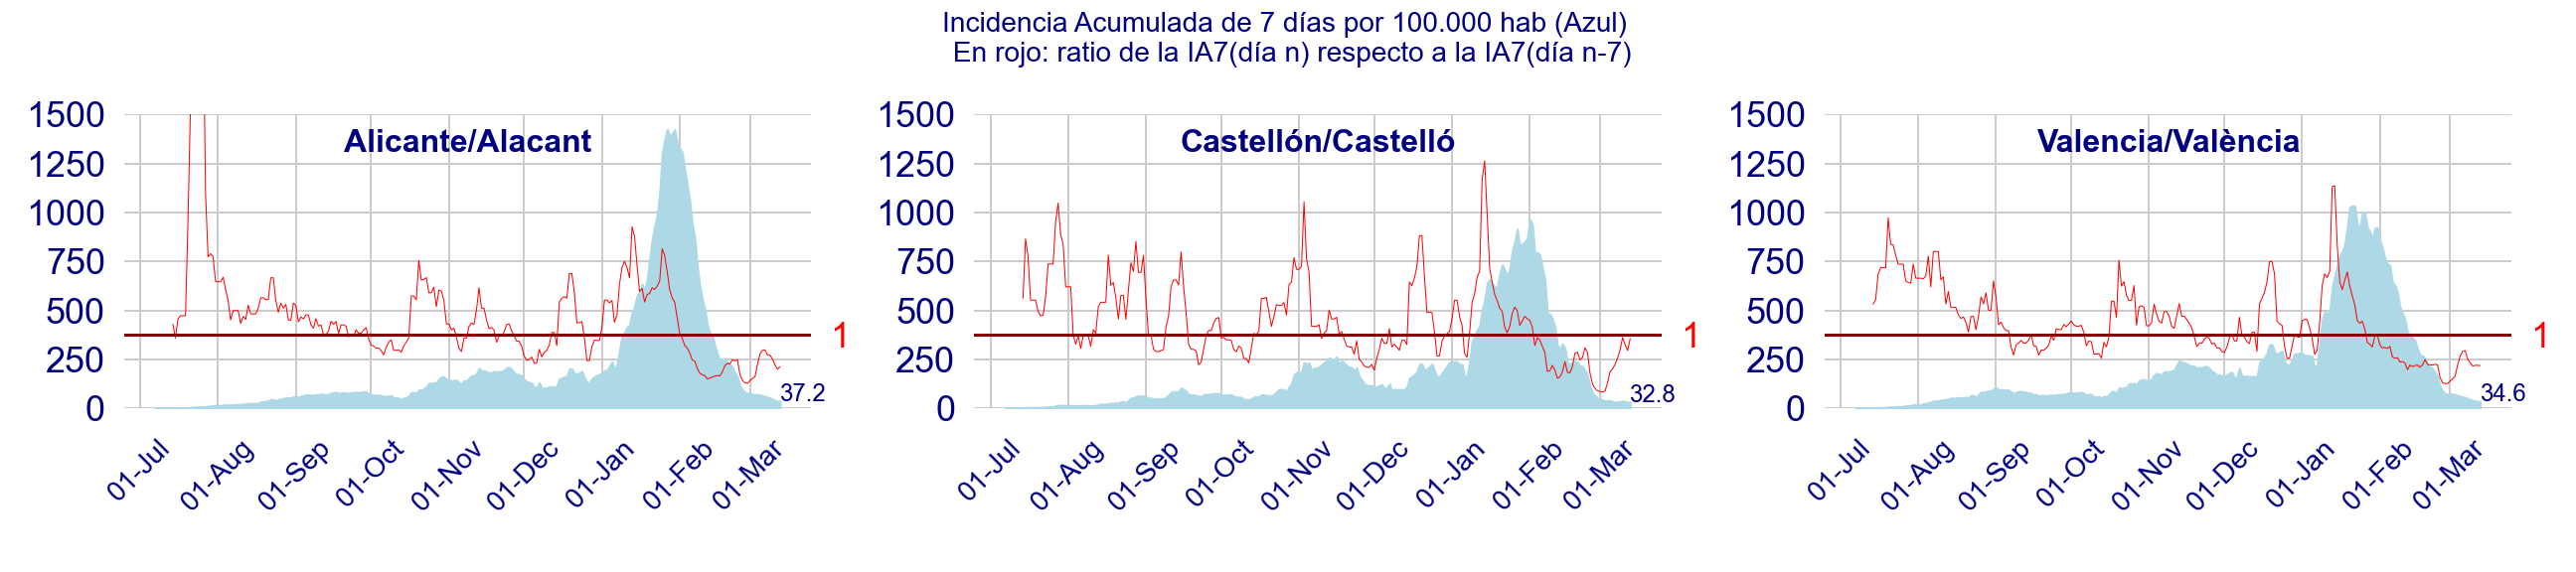 Incidencia Acumulada de 7 días por 100.000 hab (Azul)
En rojo: ratio de la IA7(día n) respecto a la IA7(día n-7)
Alicante/Alacant
1500
1250
1000
750
500
250
0
1
37.2
01-Jul
01-Aug
01-Sep
01-Oct
01-Nov
01-Dec
01-Jan
01-Feb
01-Mar
Castellón/Castelló
1500
1250
1000
750
500
250
0
1
32.8
01-Jul
01-Aug
01-Sep
01-Oct
01-Nov
01-Dec
01-Jan
01-Feb
01-Mar
Valencia/València
1500
1250
1000
750
500
250
0
1
34.6
01-Jul
01-Aug
01-Sep
01-Oct
01-Nov
01-Dec
01-Jan
01-Feb
01-Mar